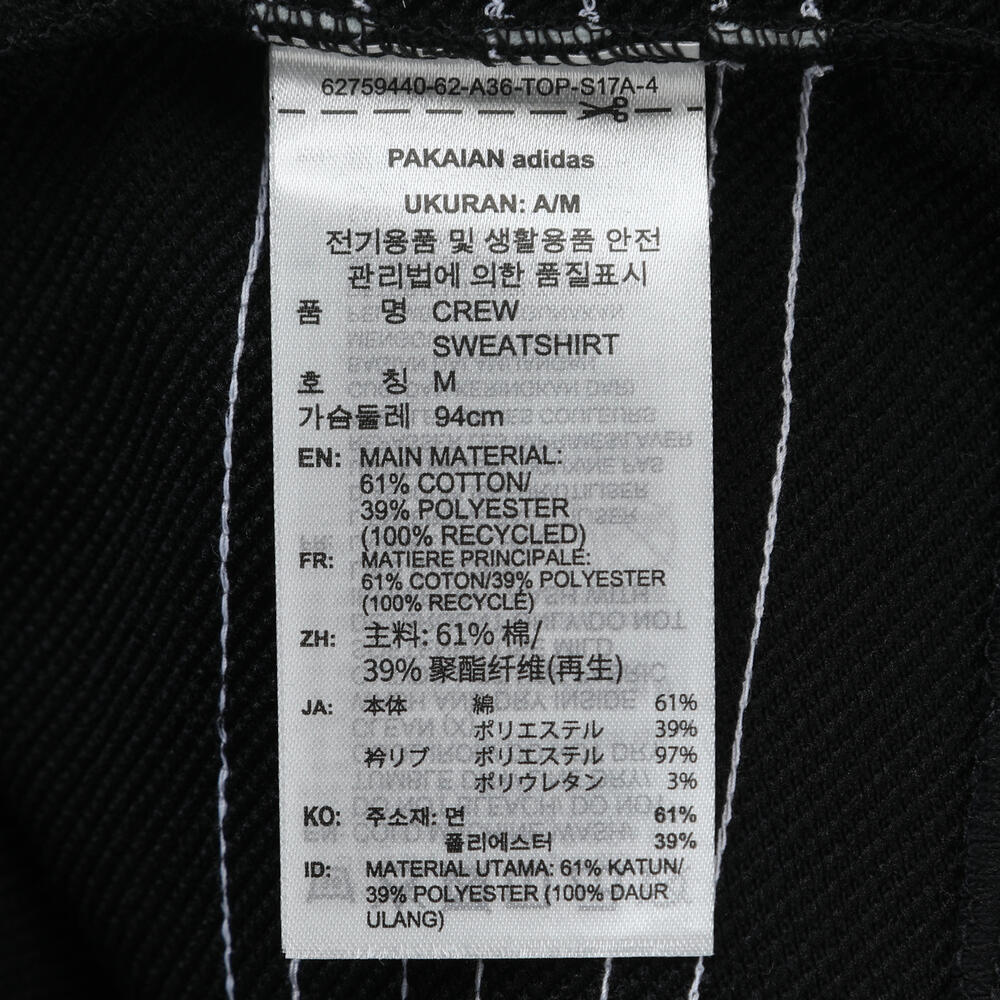 62759440-62-A36-TOP-S17A-4
PAKAIAN adidas
UKURAN: A/M
전기용품 및 생활용품 안전
관리법에 의한 품질표시
품 명 CREW
SWEATSHIRT
호 칭 M
가슴둘레 94cm
EN: MAIN MATERIAL:
61% COTTON/
39% POLYESTER
(100% RECYCLED)
FR: MATIERE PRINCIPALE:
61% COTON/39% POLYESTER
(100% RECYCLÉ)
ZH: 主料: 61% 棉/
39% 聚酯纤维(再生)
JA: 本体 綿 61%
ポリエステル 39%
衿リブ ポリエステル 97%
ポリウレタン 3%
KO: 주소재: 면 61%
폴리에스터 39%
ID: MATERIAL UTAMA: 61% KATUN/
39% POLYESTER (100% DAUR
ULANG)